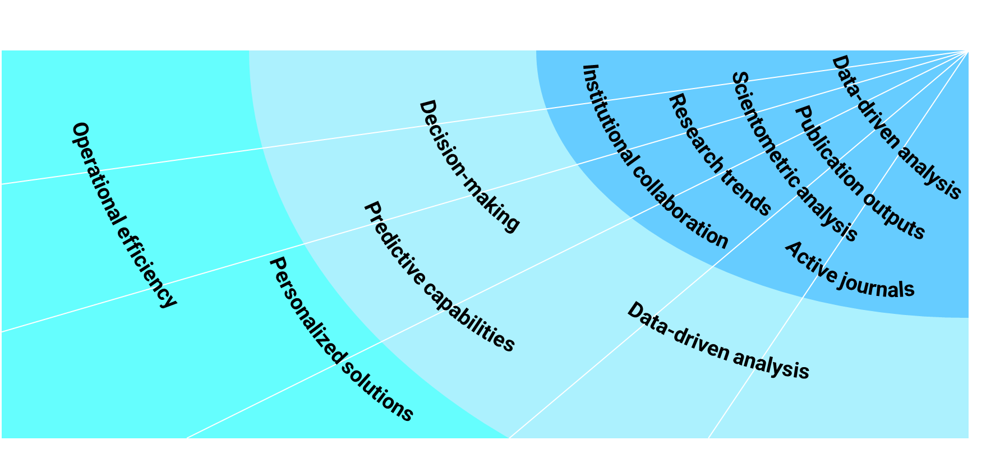 Operational efficiency
Personalized solutions
Decision-making
Predictive capabilities
Data-driven analysis
Institutional collaboration
Research trends
Scientometric analysis
Active journals
Publication outputs
Data-driven analysis